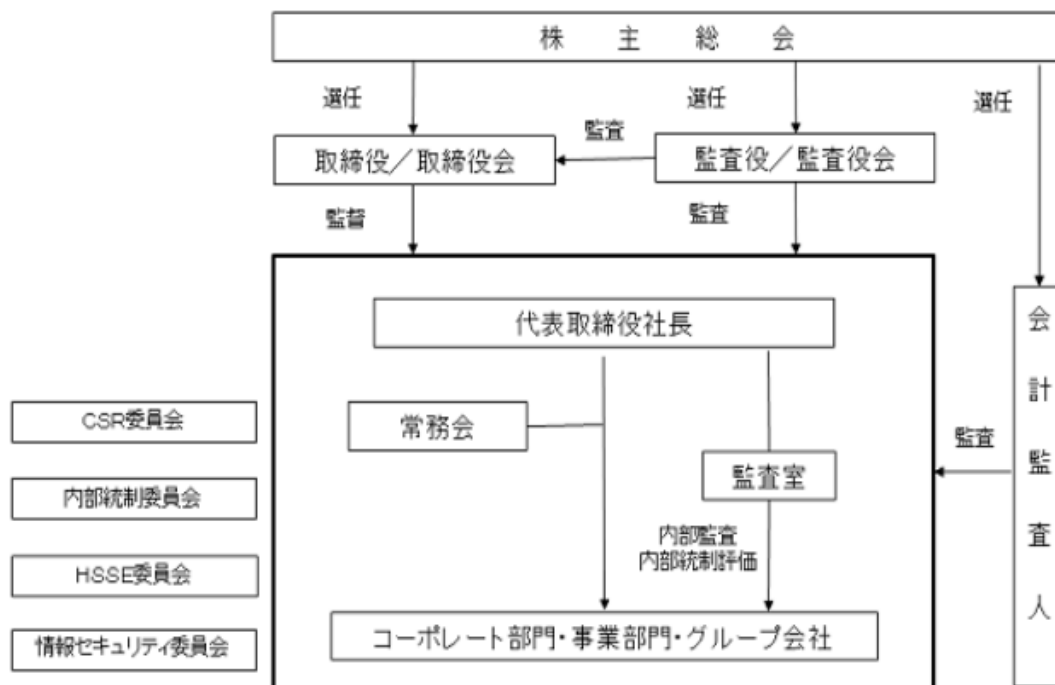 株主総会
選任
選任
選任
監査
取締役／取締役会
監査役／監査役会
監督
監査
代表取締役社長
常務会
監査室
内部監査
内部統制評価
コーポレート部門・事業部門・グループ会社
監査
会計監査人
CSR委員会
内部統制委員会
HSSE委員会
情報セキュリティ委員会